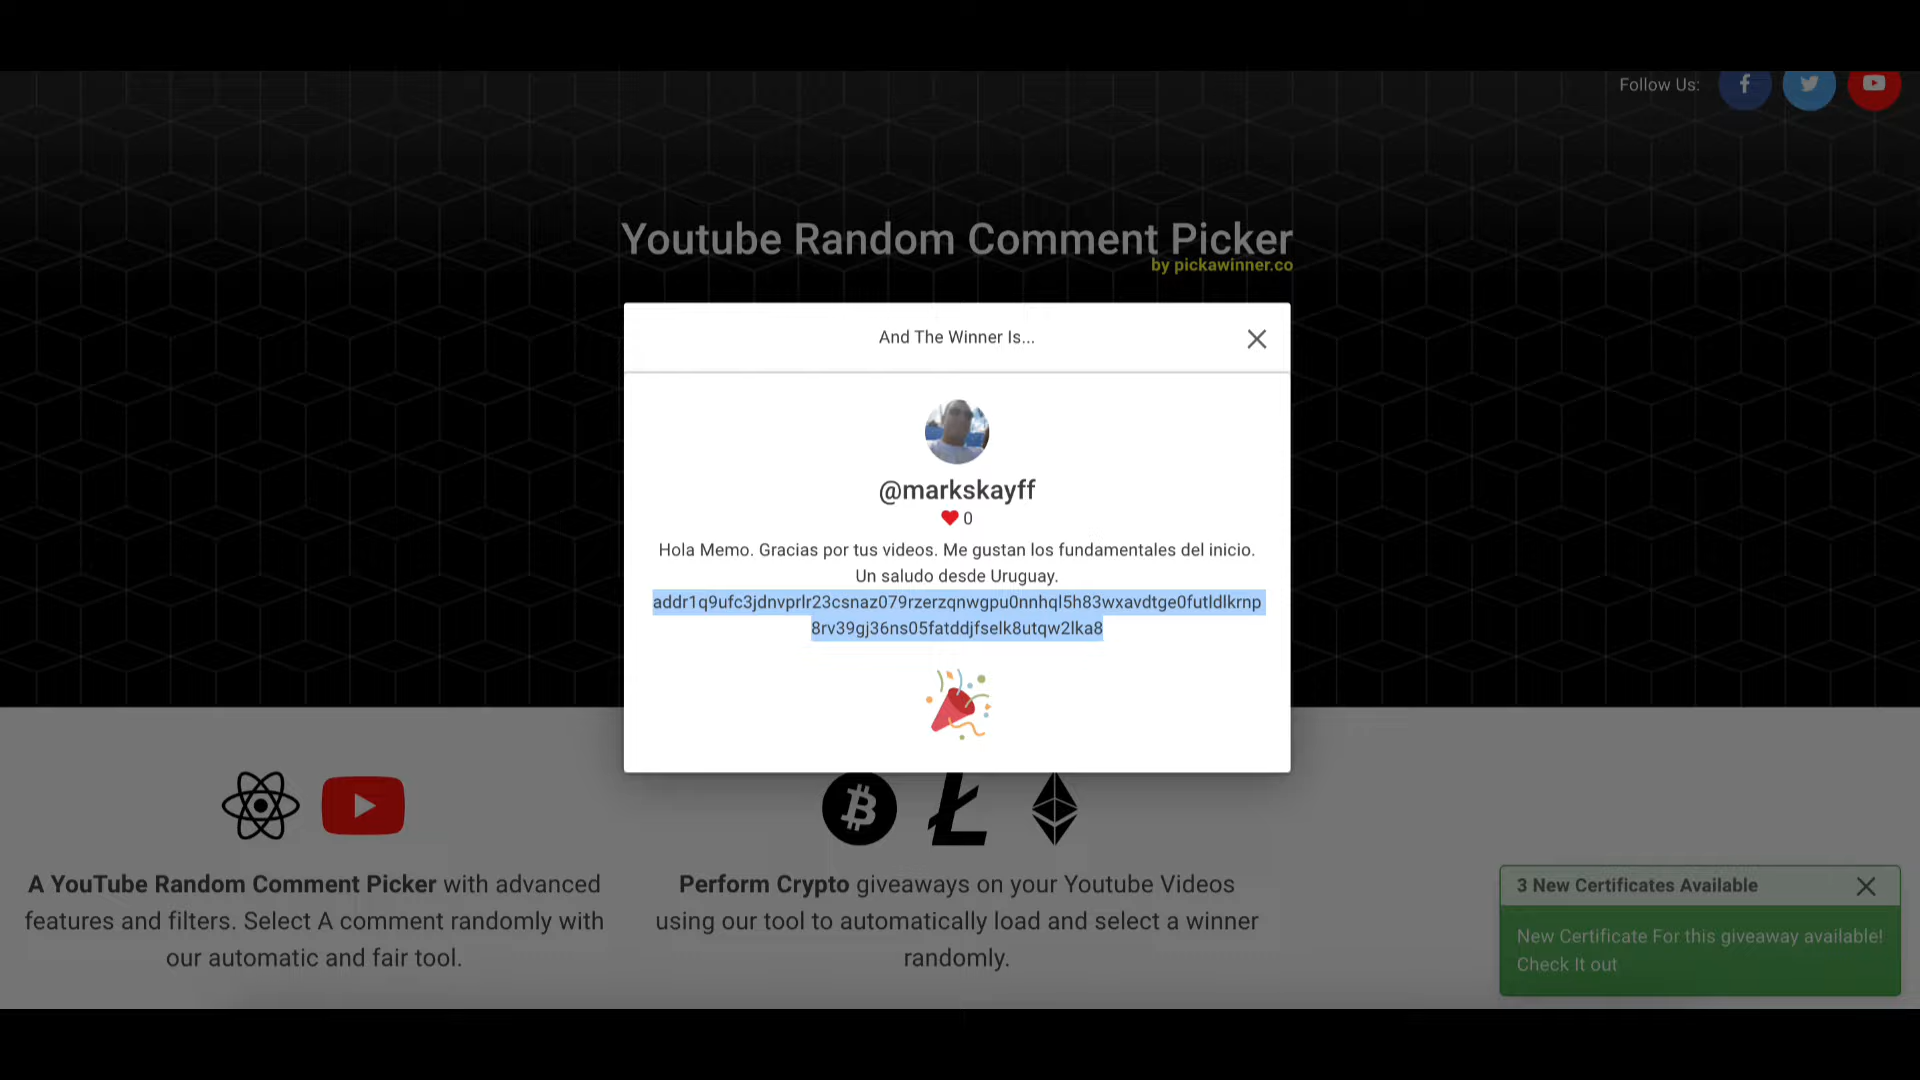 Follow Us:
Youtube Random Comment Picker
by pickawinner.co
And The Winner Is...
@markskayff
0
Hola Memo. Gracias por tus videos. Me gustan los fundamentales del inicio.
Un saludo desde Uruguay.
addr1q9ufc3jdnvprlr23csnaz079rzerzqnwgpu0nnhql5h83wxavdtge0futldlkrnp
8rv39gj36ns05fatddjfselk8utqw2lka8
A YouTube Random Comment Picker with advanced
features and filters. Select A comment randomly with
our automatic and fair tool.
Perform Crypto giveaways on your Youtube Videos
using our tool to automatically load and select a winner
randomly.
3 New Certificates Available
New Certificate For this giveaway available!
Check It out